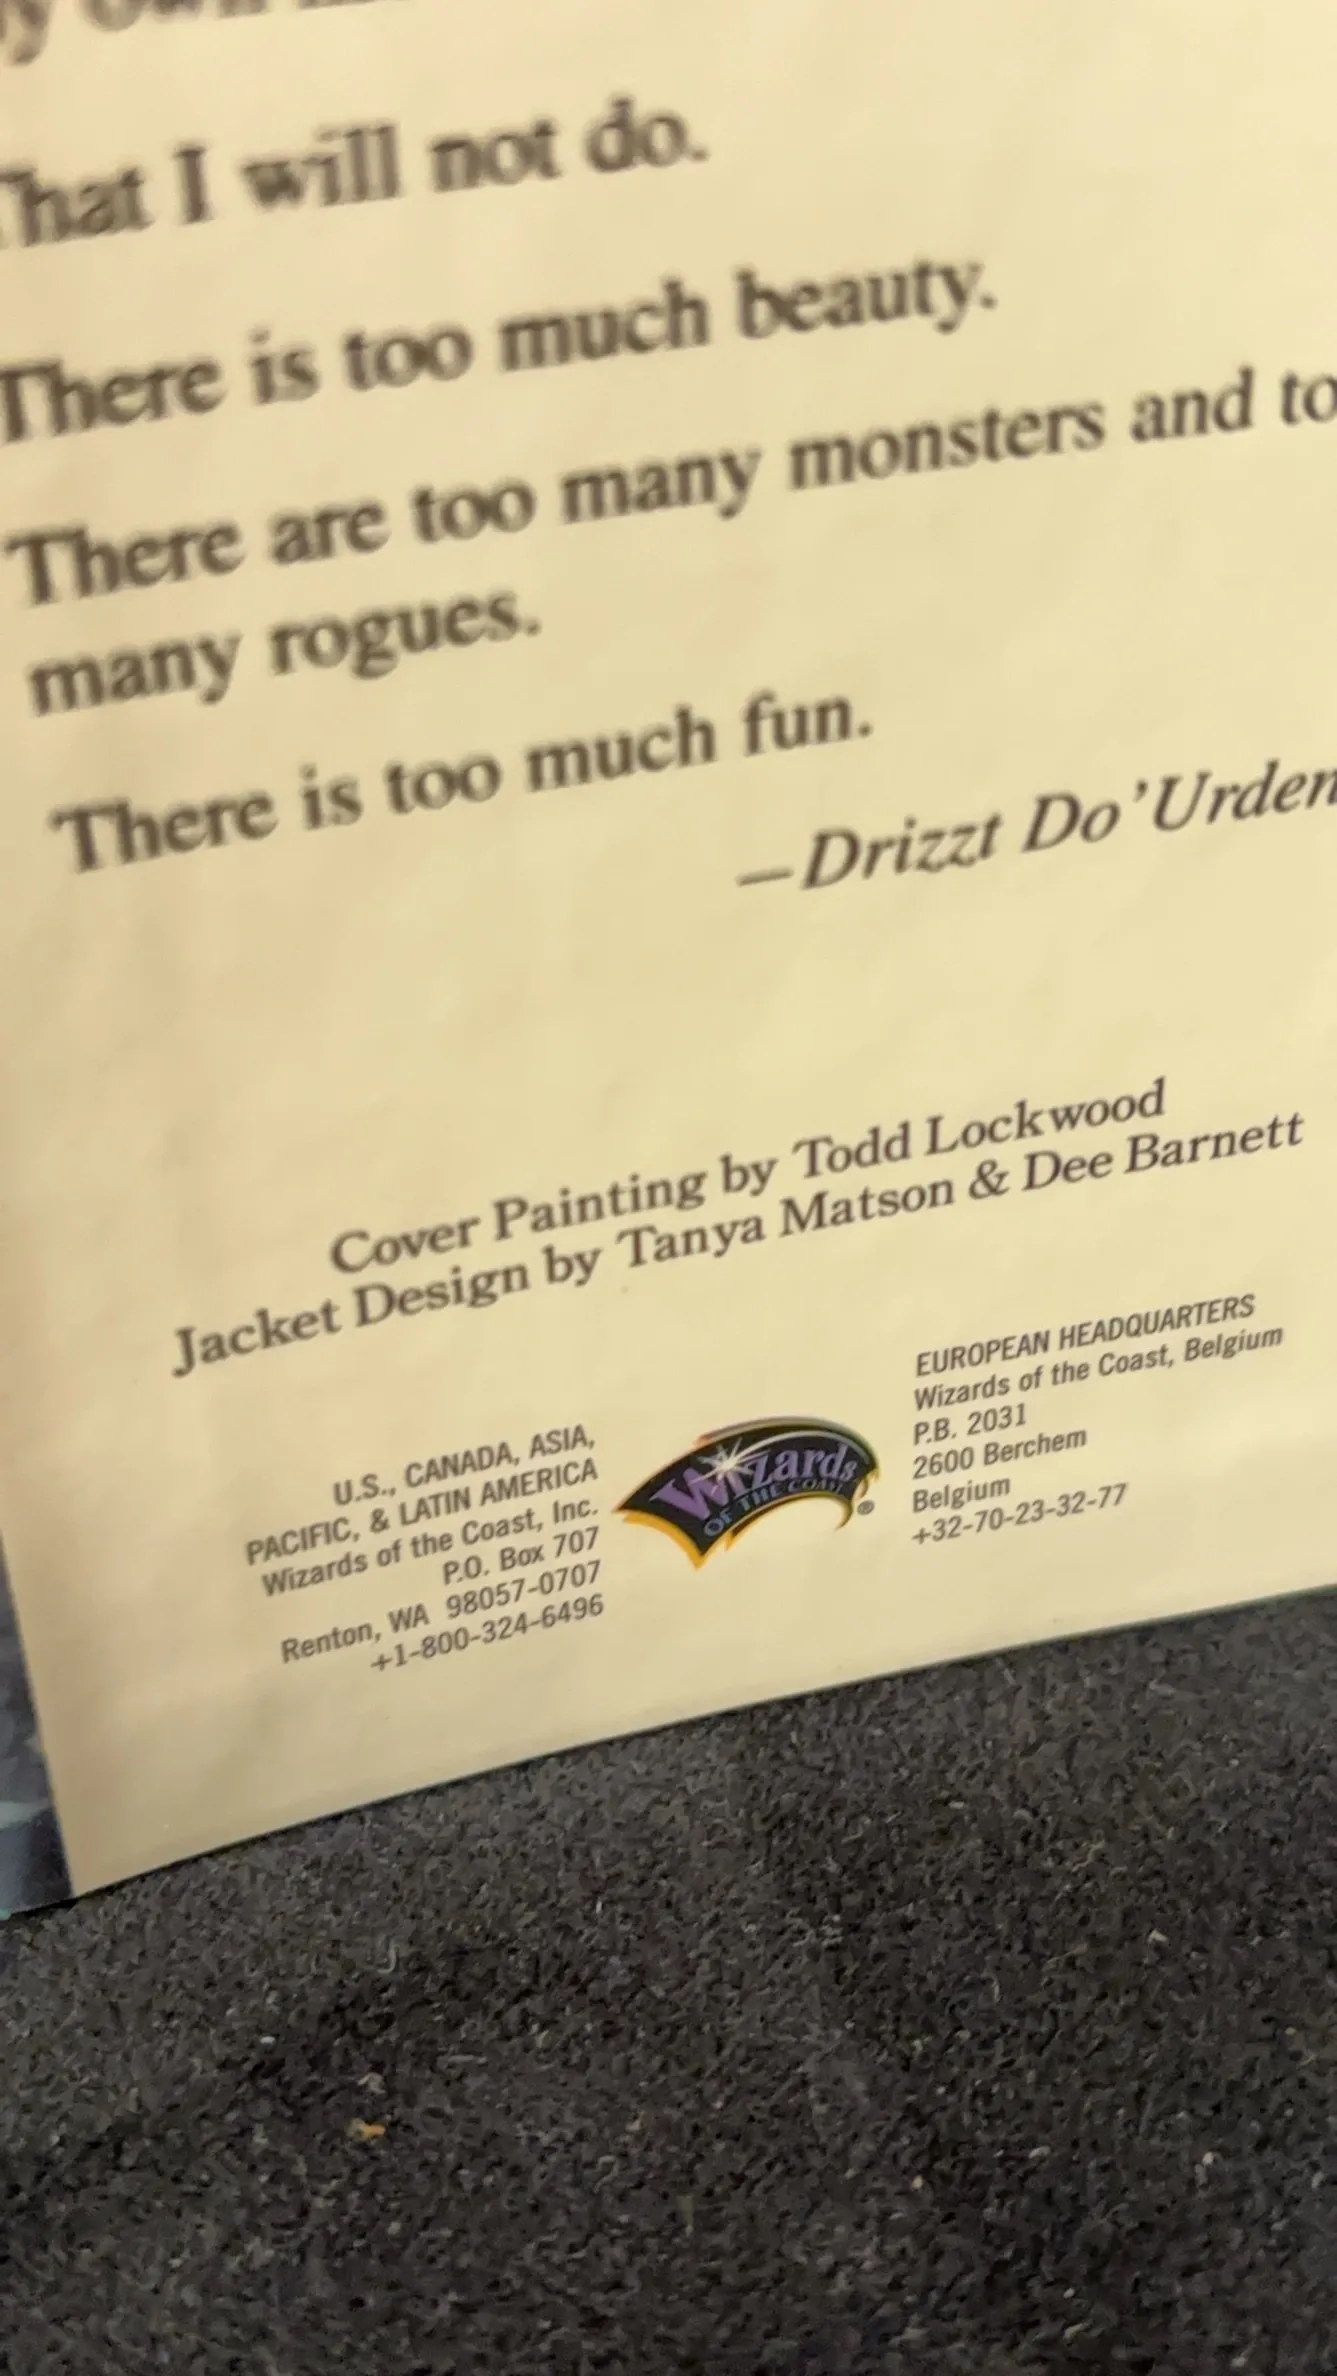 own
That I will not do.
There is too much beauty.
There are too many monsters and to
many rogues.
There is too much fun.
—Drizzt Do'Urden
Cover Painting by Todd Lockwood
Jacket Design by Tanya Matson & Dee Barnett
U.S., CANADA, ASIA,
PACIFIC, & LATIN AMERICA
Wizards of the Coast, Inc.
P.O. Box 707
Renton, WA 98057-0707
+1-800-324-6496
Wizards
OF THE COAST
®
EUROPEAN HEADQUARTERS
Wizards of the Coast, Belgium
P.B. 2031
2600 Berchem
Belgium
+32-70-23-32-77